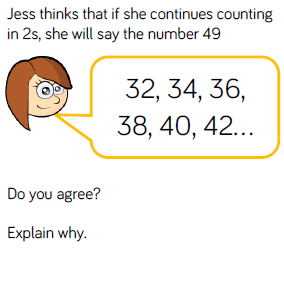 Jess thinks that if she continues counting
in 2s, she will say the number 49
32, 34, 36,
38, 40, 42...
Do you agree?
Explain why.